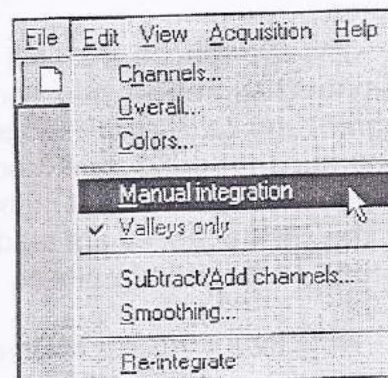 File Edit View Acquisition Help
Channels...
Overall...
Colors...
Manual integration
Valleys only
Subtract/Add channels...
Smoothing...
Re-integrate